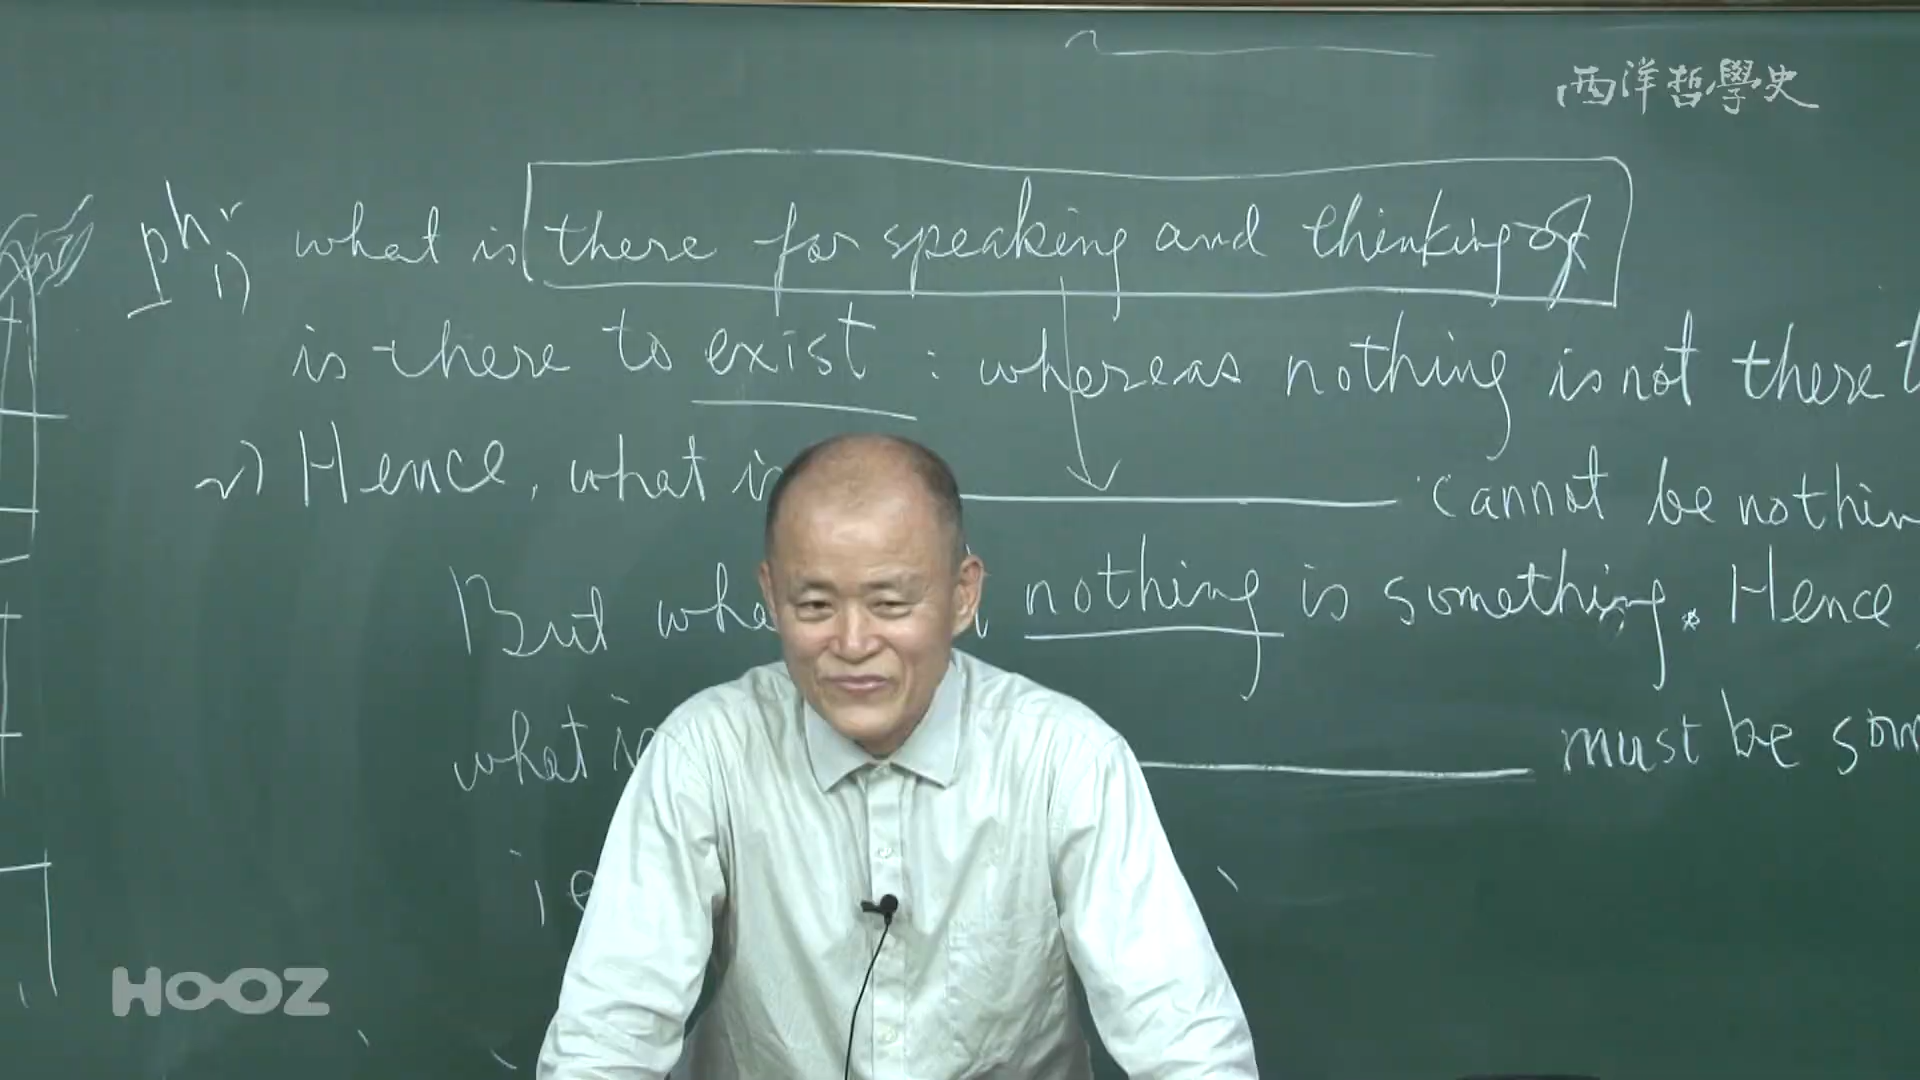 西洋哲學史
ph: 1) what is there for speaking and thinking of
is there to exist : whereas nothing is not there
2) Hence, what is cannot be nothin
But nothing is something. Hence
what is must be som
HOOZ